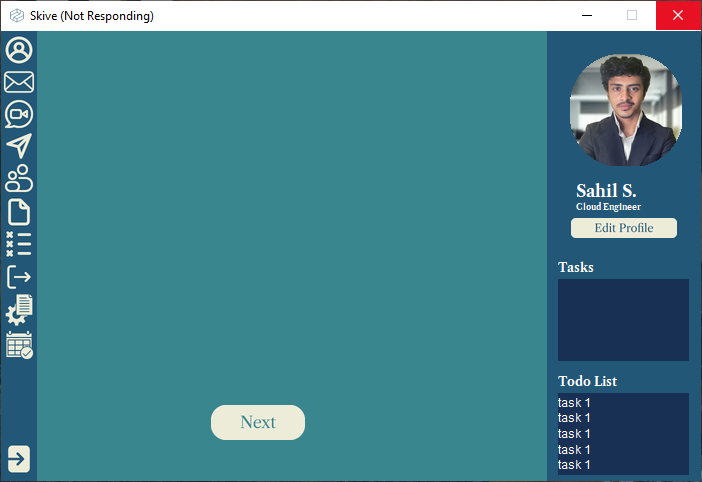 Skive (Not Responding)
Sahil S.
Cloud Engineer
Edit Profile
Tasks
Todo List
task 1
task 1
task 1
task 1
task 1
Next